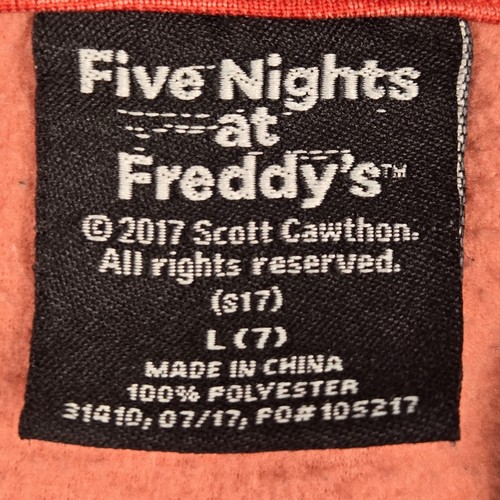 Five Nights
at
Freddy's™
© 2017 Scott Cawthon.
All rights reserved.
(S17)
L (7)
MADE IN CHINA
100% POLYESTER
31410; 07/17, PO#105217